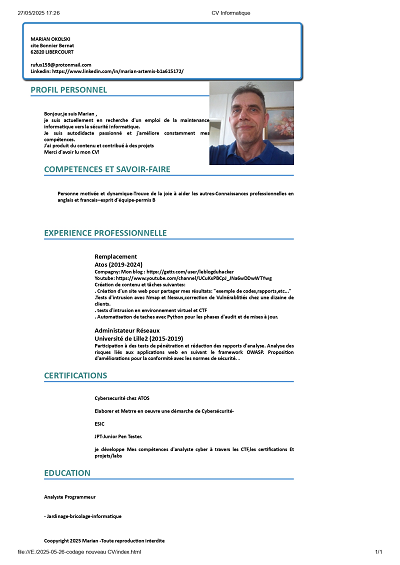 27/05/2025 17:26
CV Informatique
MARIAN OKOLSKI
cite Bonnier Bernat
62820 LIBERCOURT
rufus153@protonmail.com
Linkedin: https://www.linkedin.com/in/marian-artemis-b2a615172/
PROFIL PERSONNEL
Bonjour,je suis Marian ,
je suis actuellement en recherche d'un emploi de la maintenance
informatique vers la sécurité informatique.
Je suis autodidacte passionné et j'améliore constamment mes
compétences.
J'ai produit du contenu et contribué à des projets
Merci d'avoir lu mon CV!
COMPETENCES ET SAVOIR-FAIRE
Personne motivée et dynamique-Trouve de la joie à aider les autres-Connaissances professionnelles en
anglais et francais–esprit d'équipe-permis B
EXPERIENCE PROFESSIONNELLE
Remplacement
Atos (2019-2024)
Compagny: Mon blog : https://gettr.com/user/leblogduhacker
Youtube: https://www.youtube.com/channel/
Création de contenu et tâches suivantes:
. Création d'un site web pour partager mes résultats: "exemple de codes,rapports,etc..."
.Tests d'intrusion avec Nmap et Nessus,correction de Vulnérabilités chez une dizaine de
clients.
. tests d'intrusion en environnement virtuel et CTF
. Automatisation de taches avec Python pour les phases d'audit et de mises à jour.
Administateur Réseaux
Université de Lille2 (2015-2019)
Participation à des tests de pénétration et rédaction des rapports d'analyse. Analyse des
risques liés aux applications web en suivant le framework OWASP. Proposition
d'améliorations pour la conformité avec les normes de sécurité. .
CERTIFICATIONS
Cybersecurité chez ATOS
Elaborer et Metrre en oeuvre une démarche de Cybersécurité-
ESIC
JPT-Junior Pen Testes
je développe Mes compétences d'analyste cyber à travers les CTF,les certifications Et
projets/labs
EDUCATION
Analyste Programmeur
- Jardinage-bricolage-informatique
Coopyright 2025 Marian -Toute reproduction interdite
file:///E:/2025-05-26-codage nouveau CV/index.html
1/1